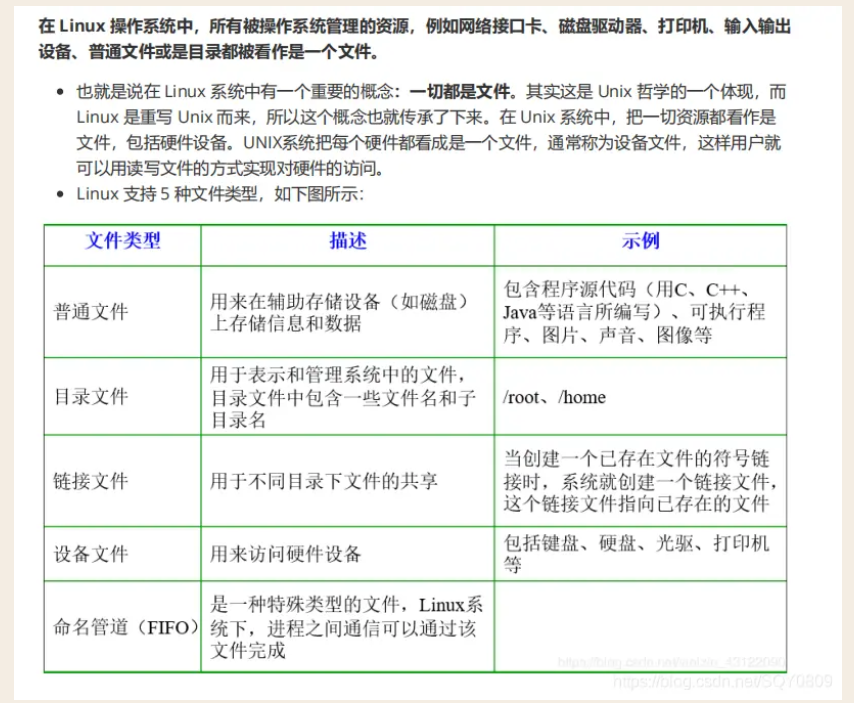 在 Linux 操作系统中，所有被操作系统管理的资源，例如网络接口卡、磁盘驱动器、打印机、输入输出
设备、普通文件或是目录都被看作是一个文件。
也就是说在 Linux 系统中有一个重要的概念：一切都是文件。其实这是 Unix 哲学的一个体现，而
Linux 是重写 Unix 而来，所以这个概念也就传承了下来。在 Unix 系统中，把一切资源都看作是
文件，包括硬件设备。UNIX系统把每个硬件都看成是一个文件，通常称为设备文件，这样用户就
可以用读写文件的方式实现对硬件的访问。
Linux 支持 5 种文件类型，如下图所示：
文件类型 描述 示例
普通文件
用来在辅助存储设备（如磁盘）
上存储信息和数据
包含程序源代码（用C、C++、
Java等语言所编写）、可执行程
序、图片、声音、图像等
目录文件
用于表示和管理系统中的文件，
目录文件中包含一些文件名和子
目录名
/root、/home
链接文件
用于不同目录下文件的共享
当创建一个已存在文件的符号链
接时，系统就创建一个链接文件，
这个链接文件指向已存在的文件
设备文件
用来访问硬件设备
包括键盘、硬盘、光驱、打印机
等
命名管道（FIFO）
是一种特殊类型的文件，Linux系
统下，进程之间通信可以通过该
文件完成
https://blog.csdn.net/SQY0809